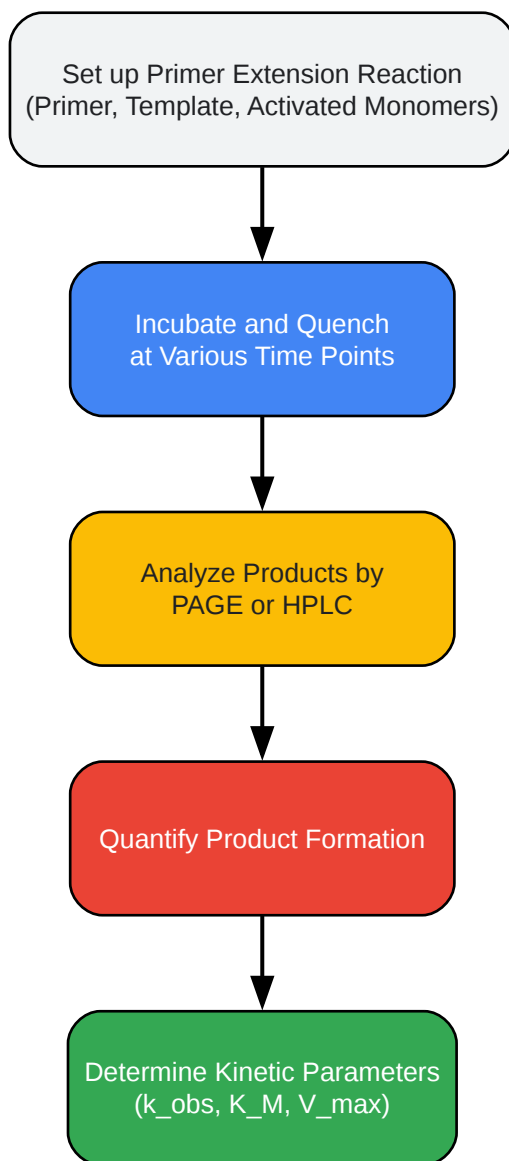 Set up Primer Extension Reaction
(Primer, Template, Activated Monomers)
Incubate and Quench
at Various Time Points
Analyze Products by
PAGE or HPLC
Quantify Product Formation
Determine Kinetic Parameters
(k_obs, K_M, V_max)